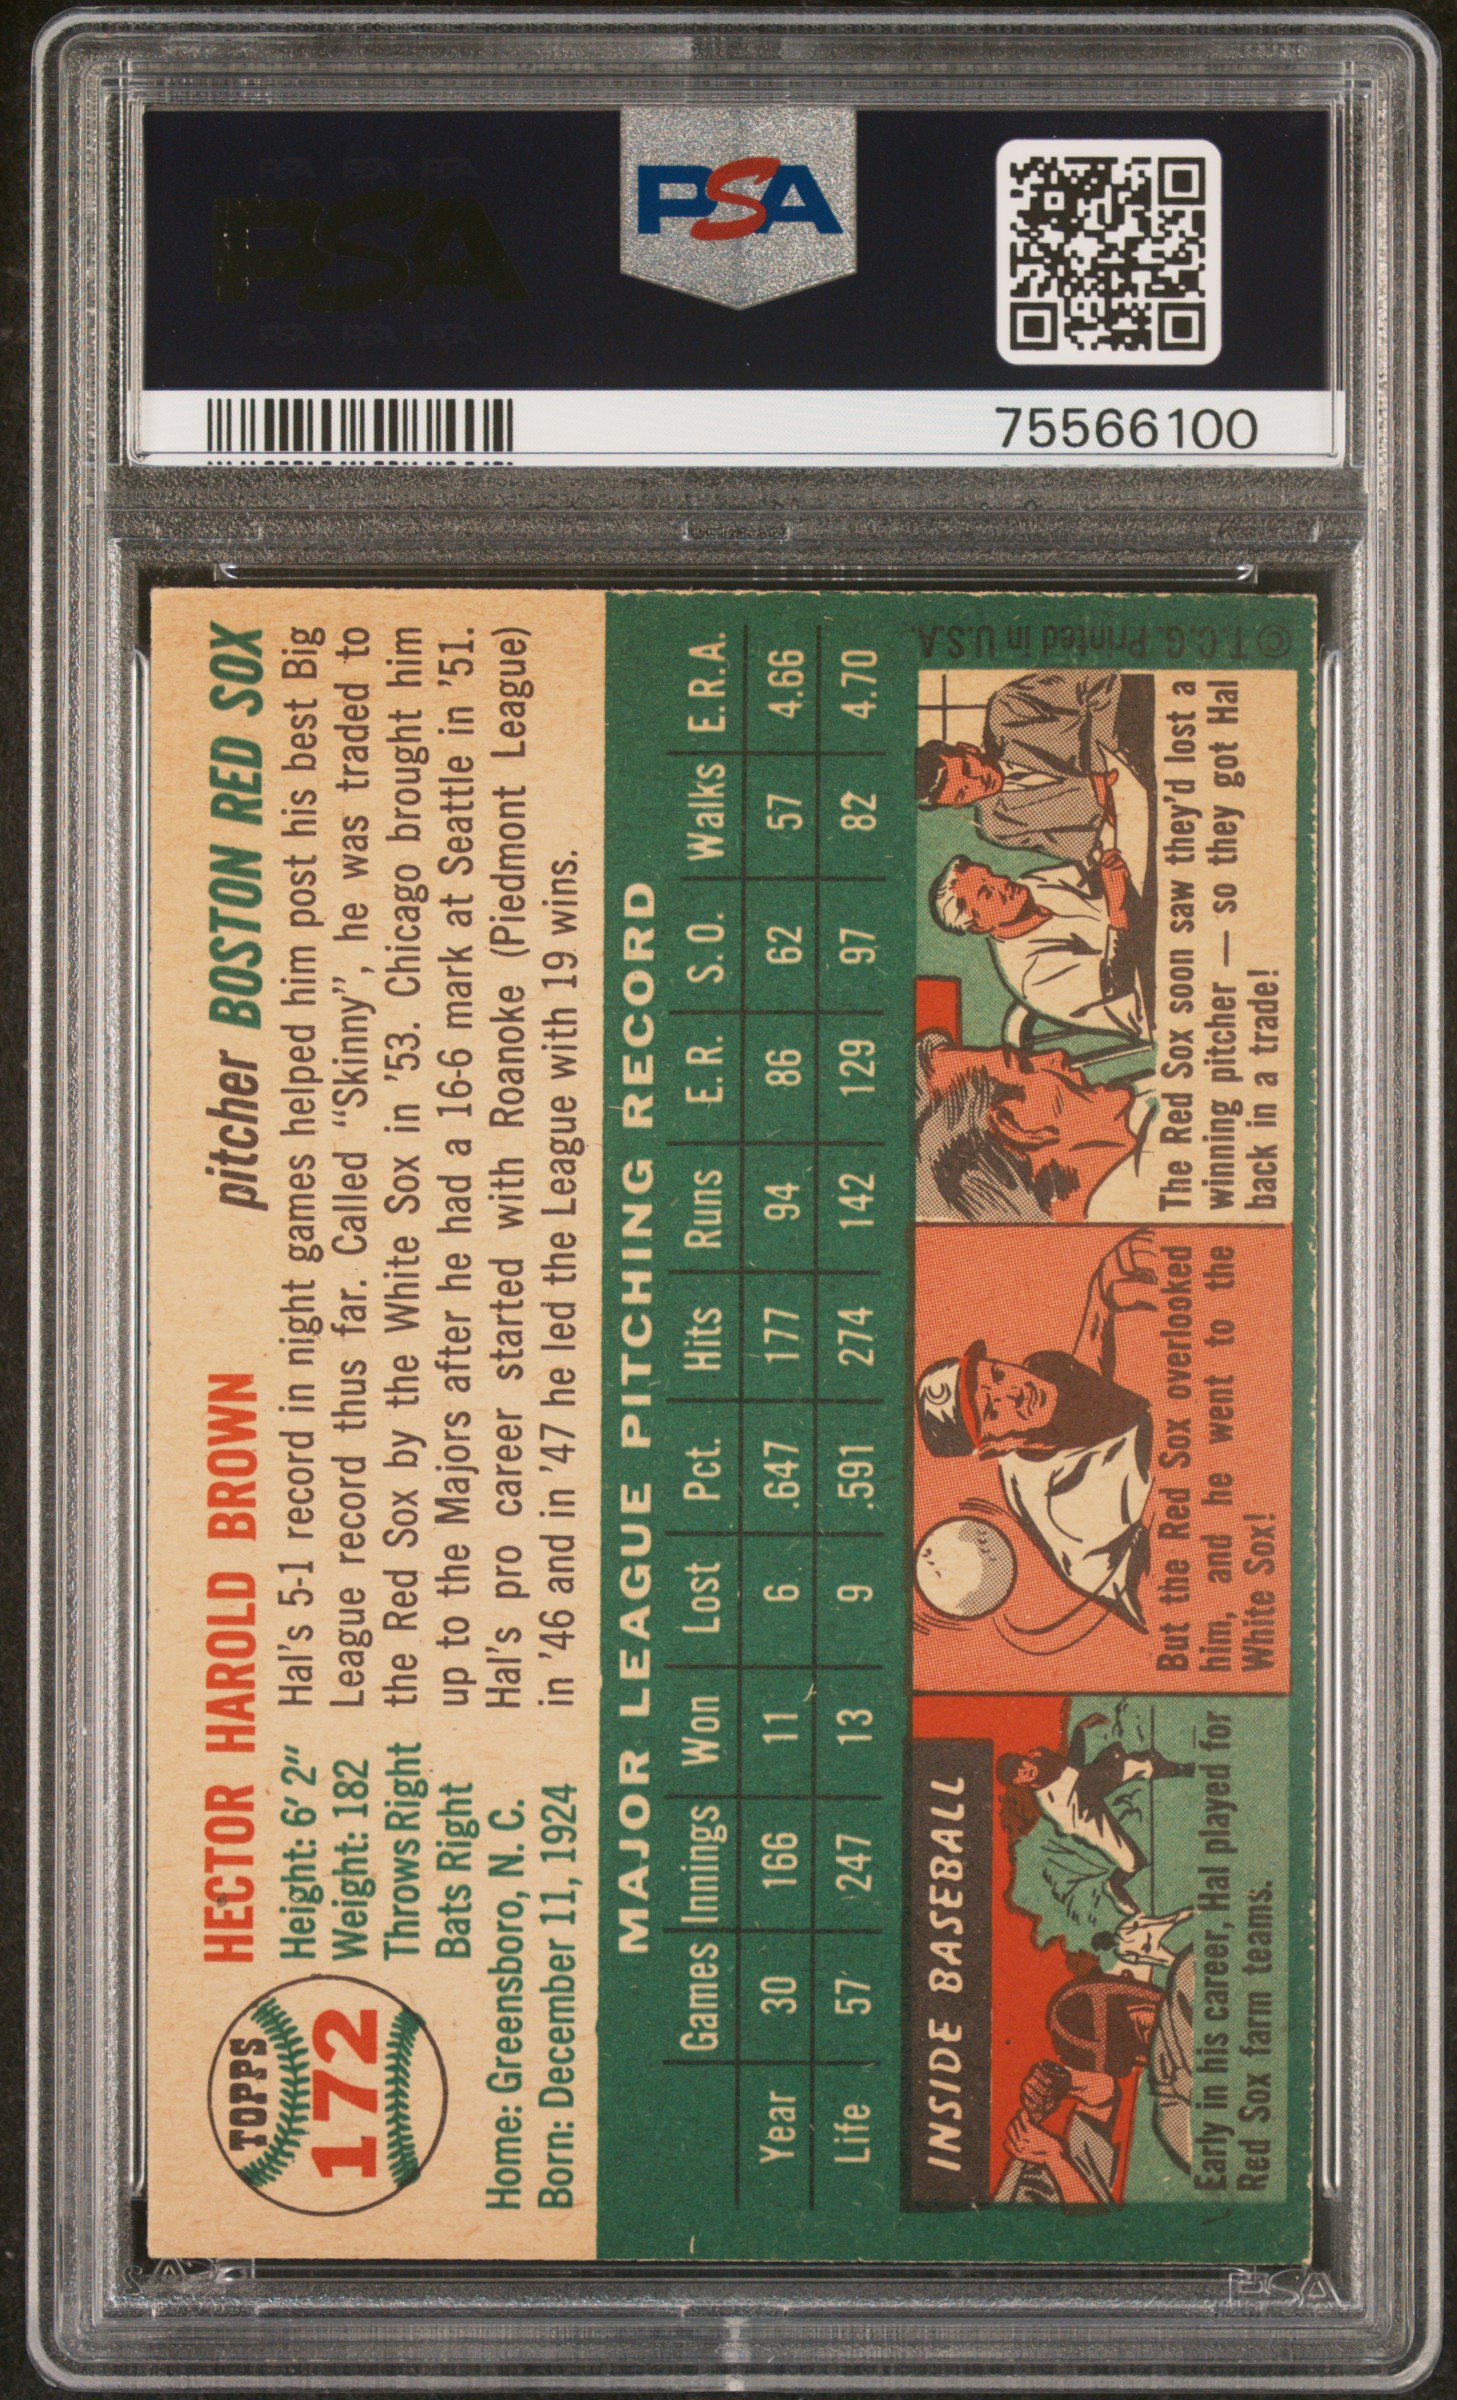 PSA PSA PSA
PSA
PSA PSA PSA
PSA
75566100
TOPPS
172
HECTOR HAROLD BROWN
pitcher BOSTON RED SOX
Height: 6' 2"
Weight: 182
Throws Right
Bats Right
Home: Greensboro, N. C.
Born: December 11, 1924
Hal's 5-1 record in night games helped him post his best Big
League record thus far. Called "Skinny", he was traded to
the Red Sox by the White Sox in '53. Chicago brought him
up to the Majors after he had a 16-6 mark at Seattle in '51.
Hal's pro career started with Roanoke (Piedmont League)
in '46 and in '47 he led the League with 19 wins.
MAJOR LEAGUE PITCHING RECORD
Games Innings Won Lost Pct. Hits Runs E.R. S.O. Walks E.R.A.
Year 30 166 11 6 .647 177 94 86 62 57 4.66
Life 57 247 13 9 .591 274 142 129 97 82 4.70
INSIDE BASEBALL
Early in his career, Hal played for
Red Sox farm teams.
C
But the Red Sox overlooked
him, and he went to the
White Sox!
The Red Sox soon saw they'd lost a
winning pitcher — so they got Hal
back in a trade!
© T.C.G. Printed in U.S.A.
PSA
PSA